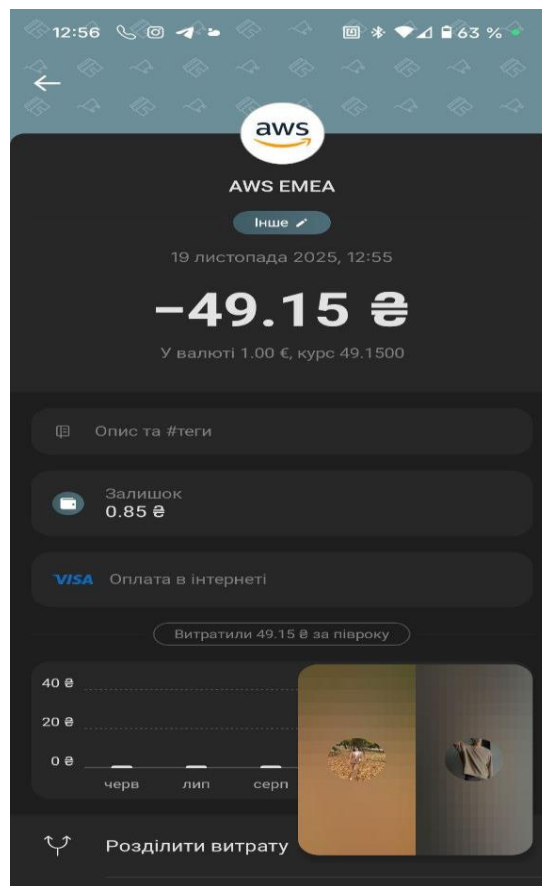 12:56
63 %
aws
AWS EMEA
Інше
19 листопада 2025, 12:55
−49.15 ₴
У валюті 1.00 €, курс 49.1500
Опис та #теги
Залишок
0.85 ₴
VISA Оплата в інтернеті
Витратили 49.15 ₴ за півроку
40 ₴
20 ₴
0 ₴
черв лип серп
Розділити витрату